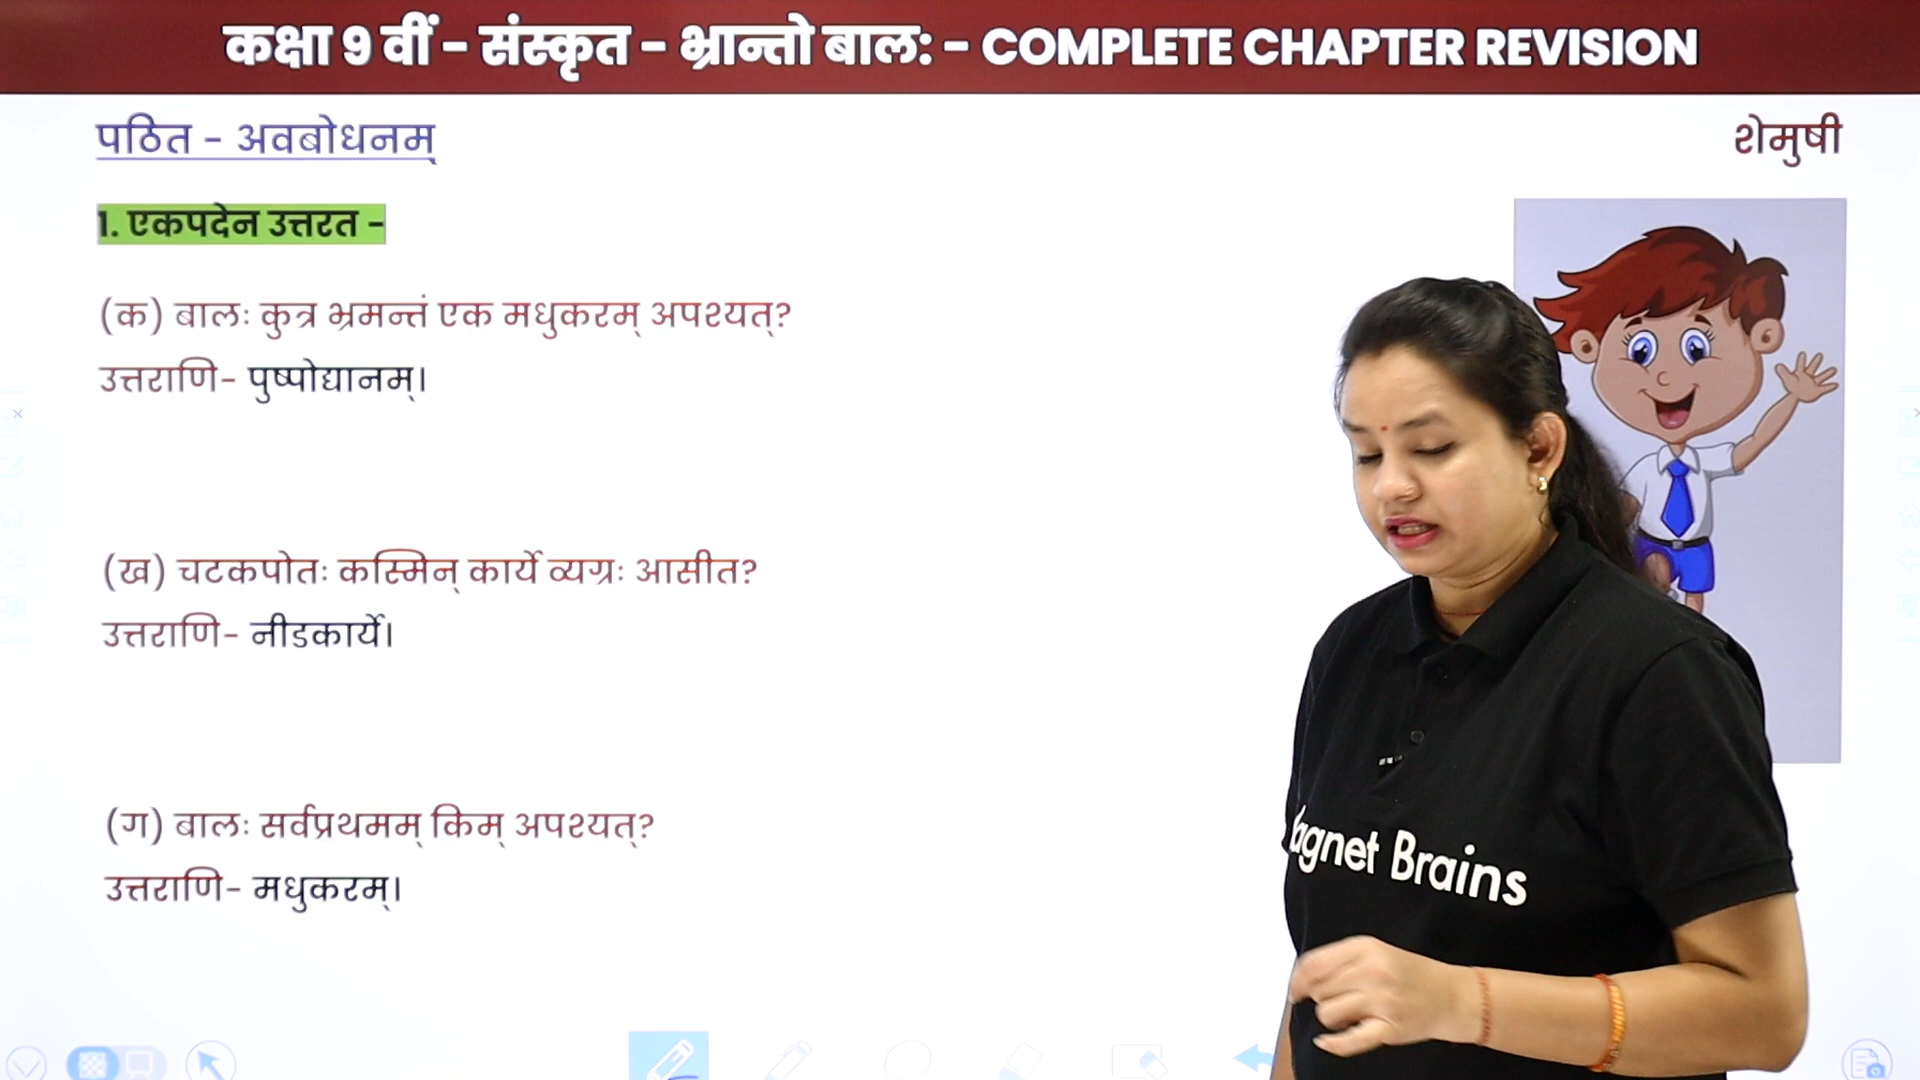 कक्षा 9 वीं - संस्कृत - भ्रान्तो बाल: - COMPLETE CHAPTER REVISION
पठित - अवबोधनम्
शेमुषी
1. एकपदेन उत्तरत -
(क) बालः कुत्र भ्रमन्तं एक मधुकरम् अपश्यत्?
उत्तराणि- पुष्पोद्यानम्।
(ख) चटकपोतः कस्मिन् कार्ये व्यग्रः आसीत?
उत्तराणि- नीडकार्ये।
(ग) बालः सर्वप्रथमम् किम् अपश्यत्?
उत्तराणि- मधुकरम्।
agnet Brains